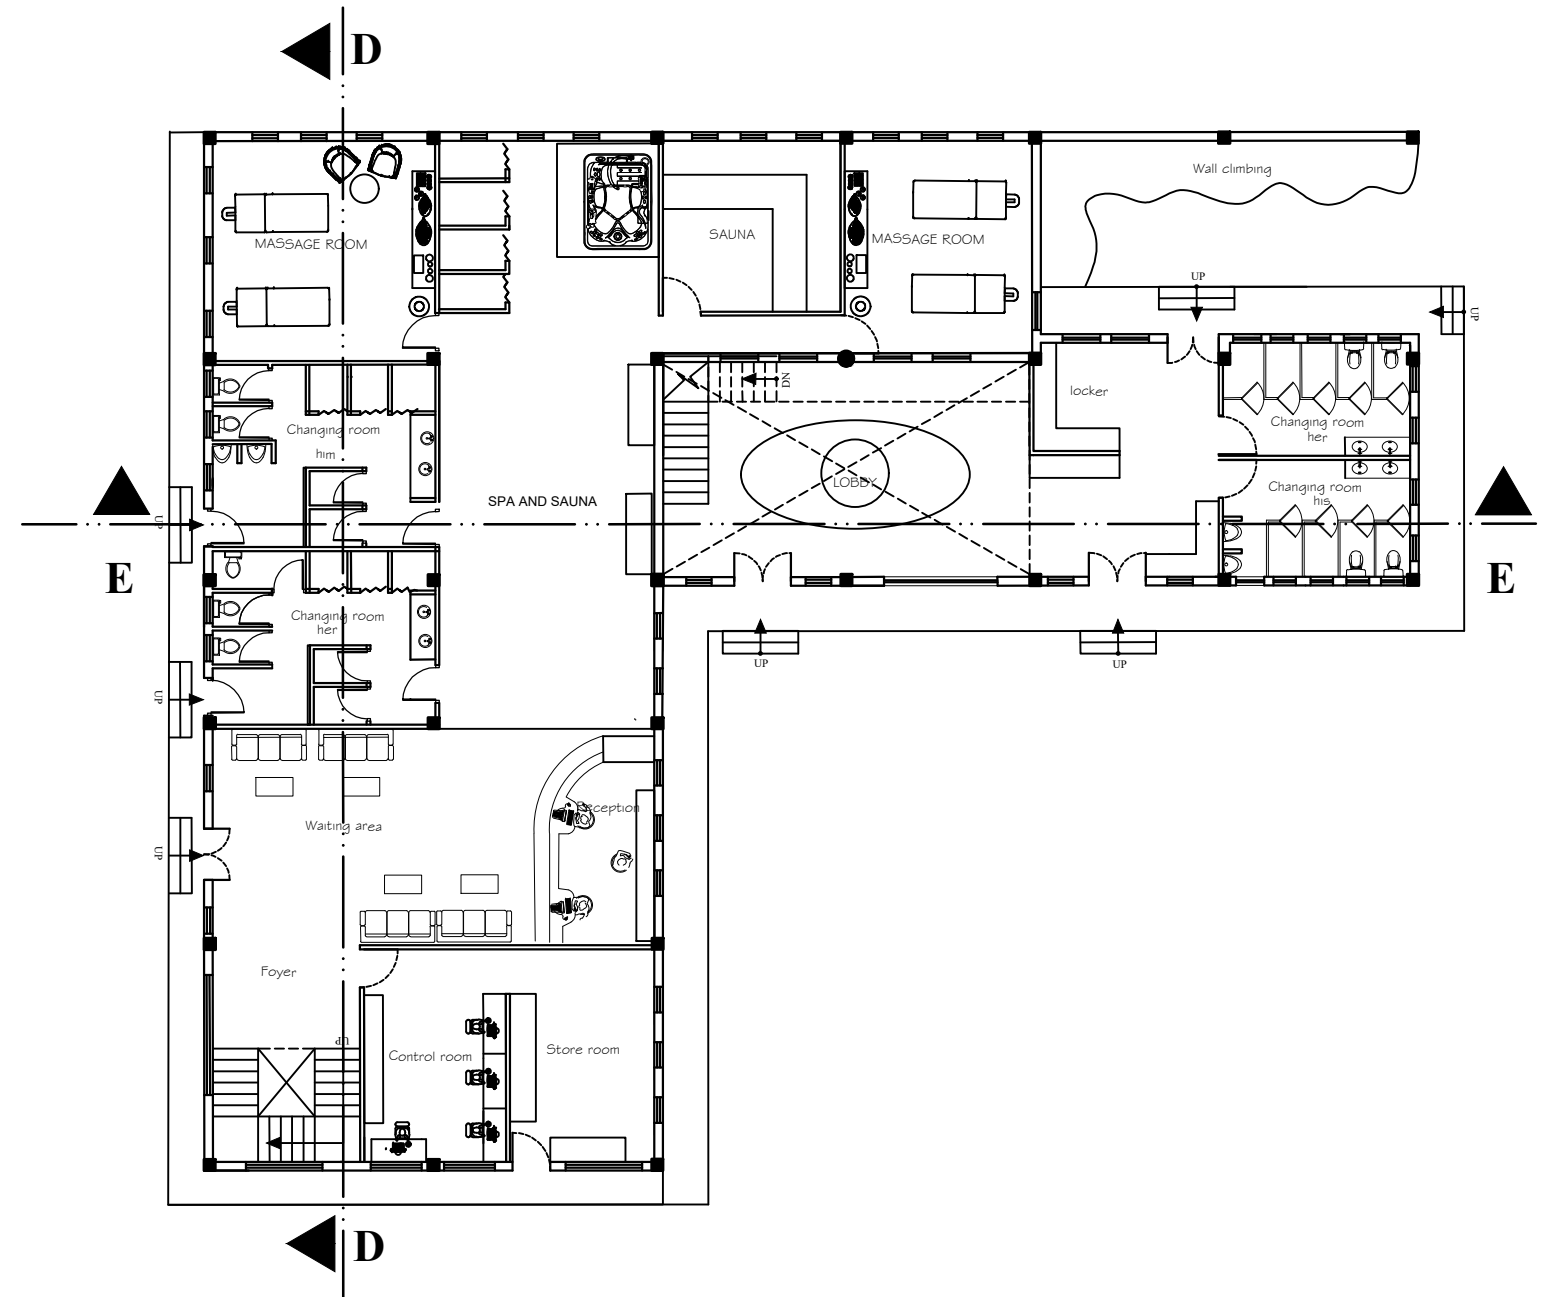 D
Wall climbing
MASSAGE ROOM
SAUNA
MASSAGE ROOM
UP
UP
DN
locker
Changing room
him
Changing room
her
LOBBY
Changing room
his
SPA AND SAUNA
UP
E
E
Changing room
her
UP
UP
UP
Reception
Waiting area
UP
Foyer
UP
Control room
Store room
D